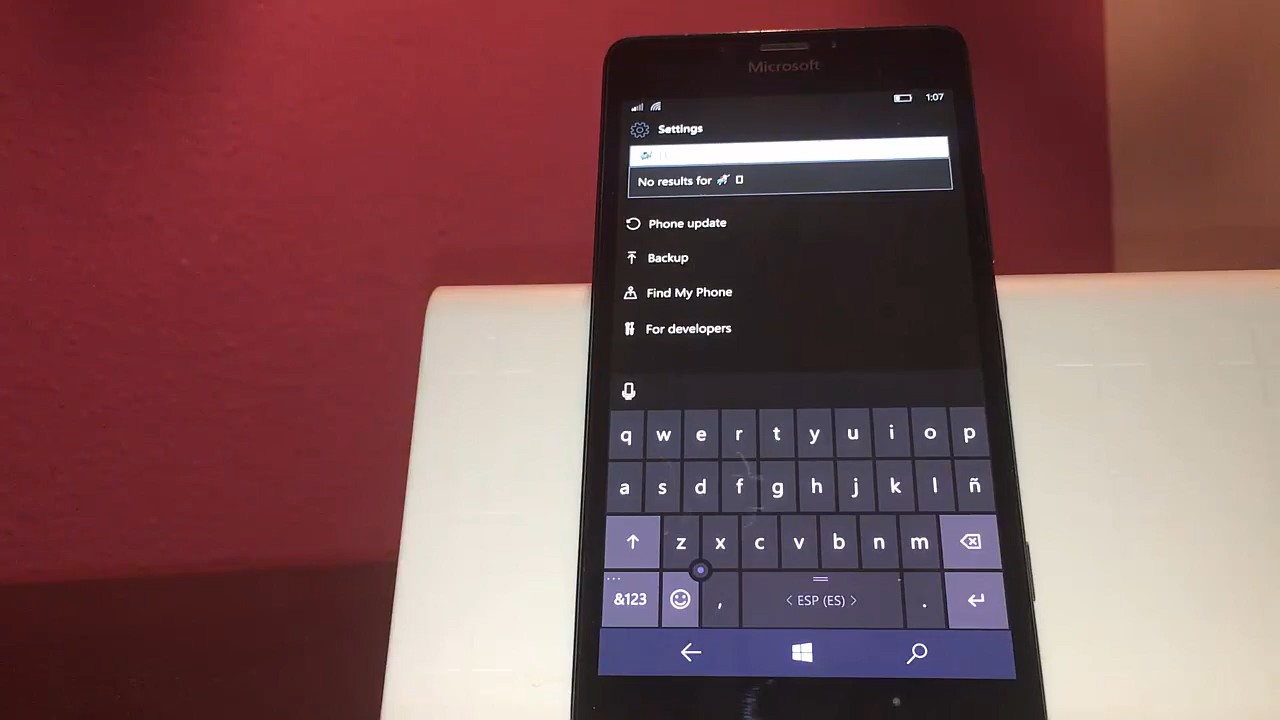 Microsoft
1:07
Settings
No results for
Phone update
Backup
Find My Phone
For developers
q w e r t y u i o p
a s d f g h j k l ñ
z x c v b n m
&123 , < ESP (ES) > .